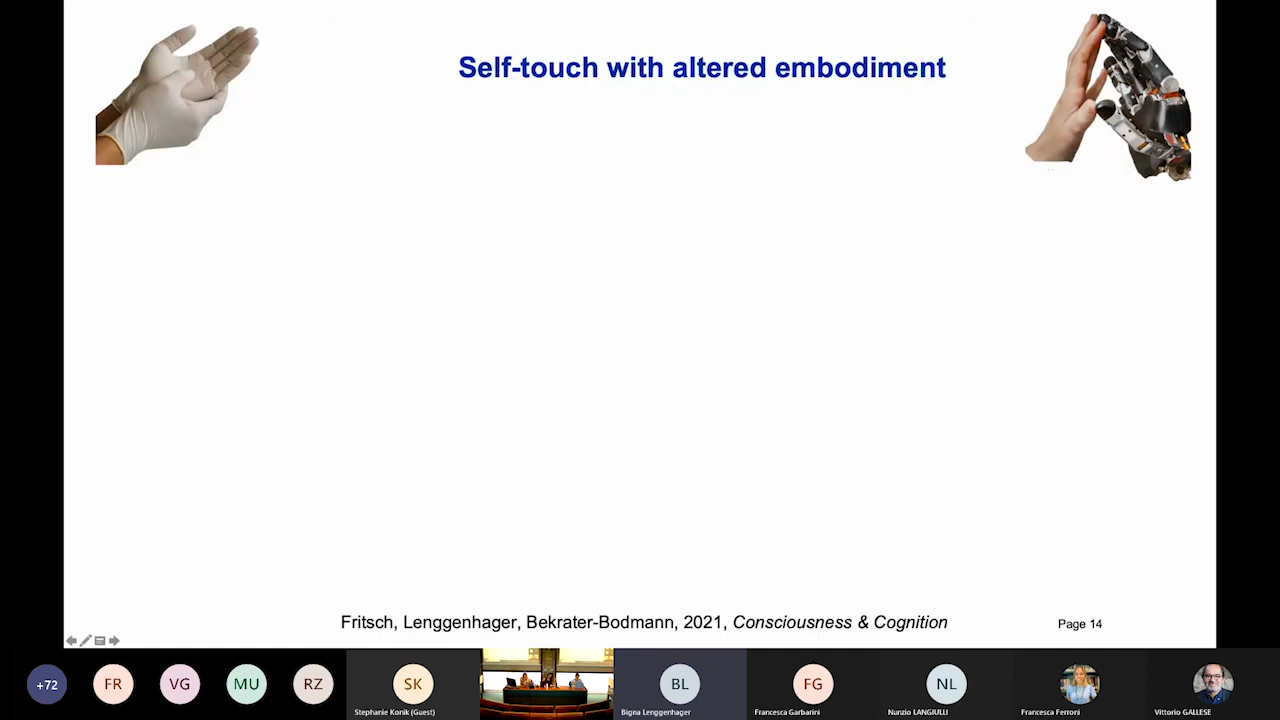 Self-touch with altered embodiment
Fritsch, Lenggenhager, Bekrater-Bodmann, 2021, Consciousness & Cognition
Page 14
+72
FR
VG
MU
RZ
SK
BL
FG
NL
Stephanie Konik (Guest)
Bigna Lenggenhager
Francesca Garbarini
Nunzio LANGIULLI
Francesca Ferroni
Vittorio GALLESE